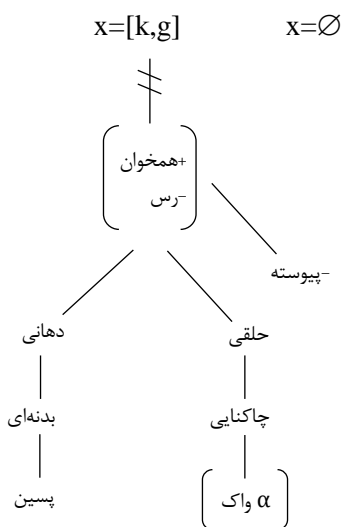 x=[k,g] x=∅
+همخوان
-رس
-پیوسته
دهانی حلقی
بدنه‌ای چاکنایی
پسین α واک